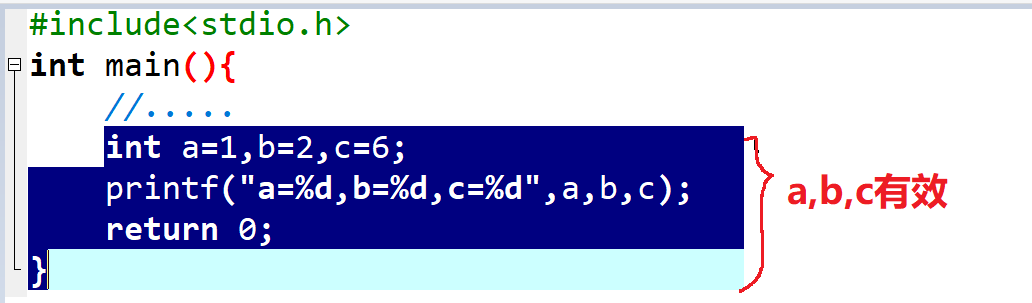 #include<stdio.h>
int main(){
//.....
int a=1,b=2,c=6;
printf("a=%d,b=%d,c=%d",a,b,c);
return 0;
}
a,b,c有效